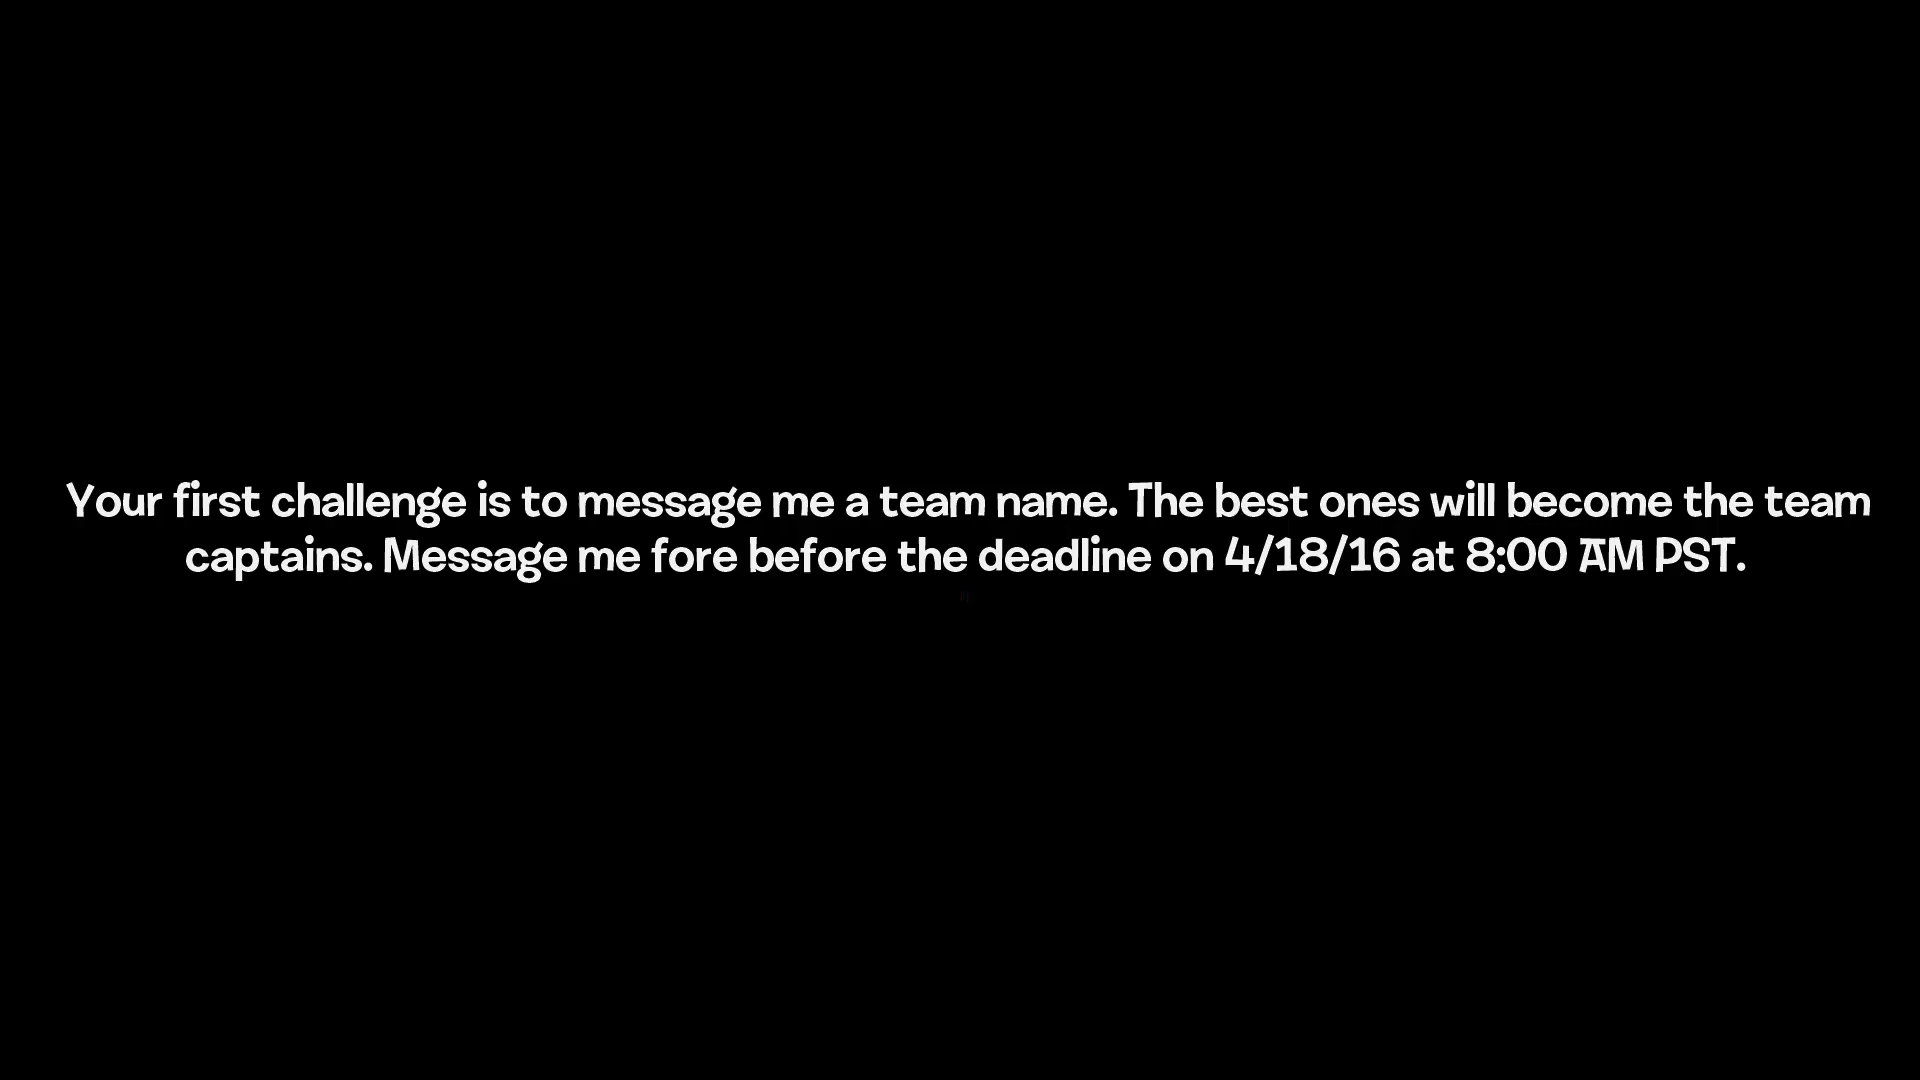 Your first challenge is to message me a team name. The best ones will become the team
captains. Message me fore before the deadline on 4/18/16 at 8:00 AM PST.